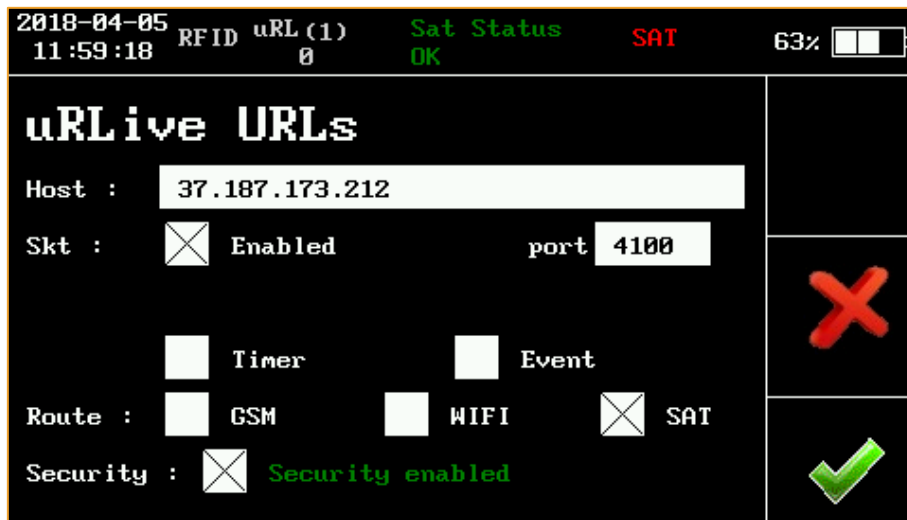 2018-04-05 RFID uRL(1) Sat Status SAT 63%
11:59:18 0 OK
uRLive URLs
Host : 37.187.173.212
Skt : Enabled port 4100
Timer Event
Route : GSM WIFI SAT
Security : Security enabled